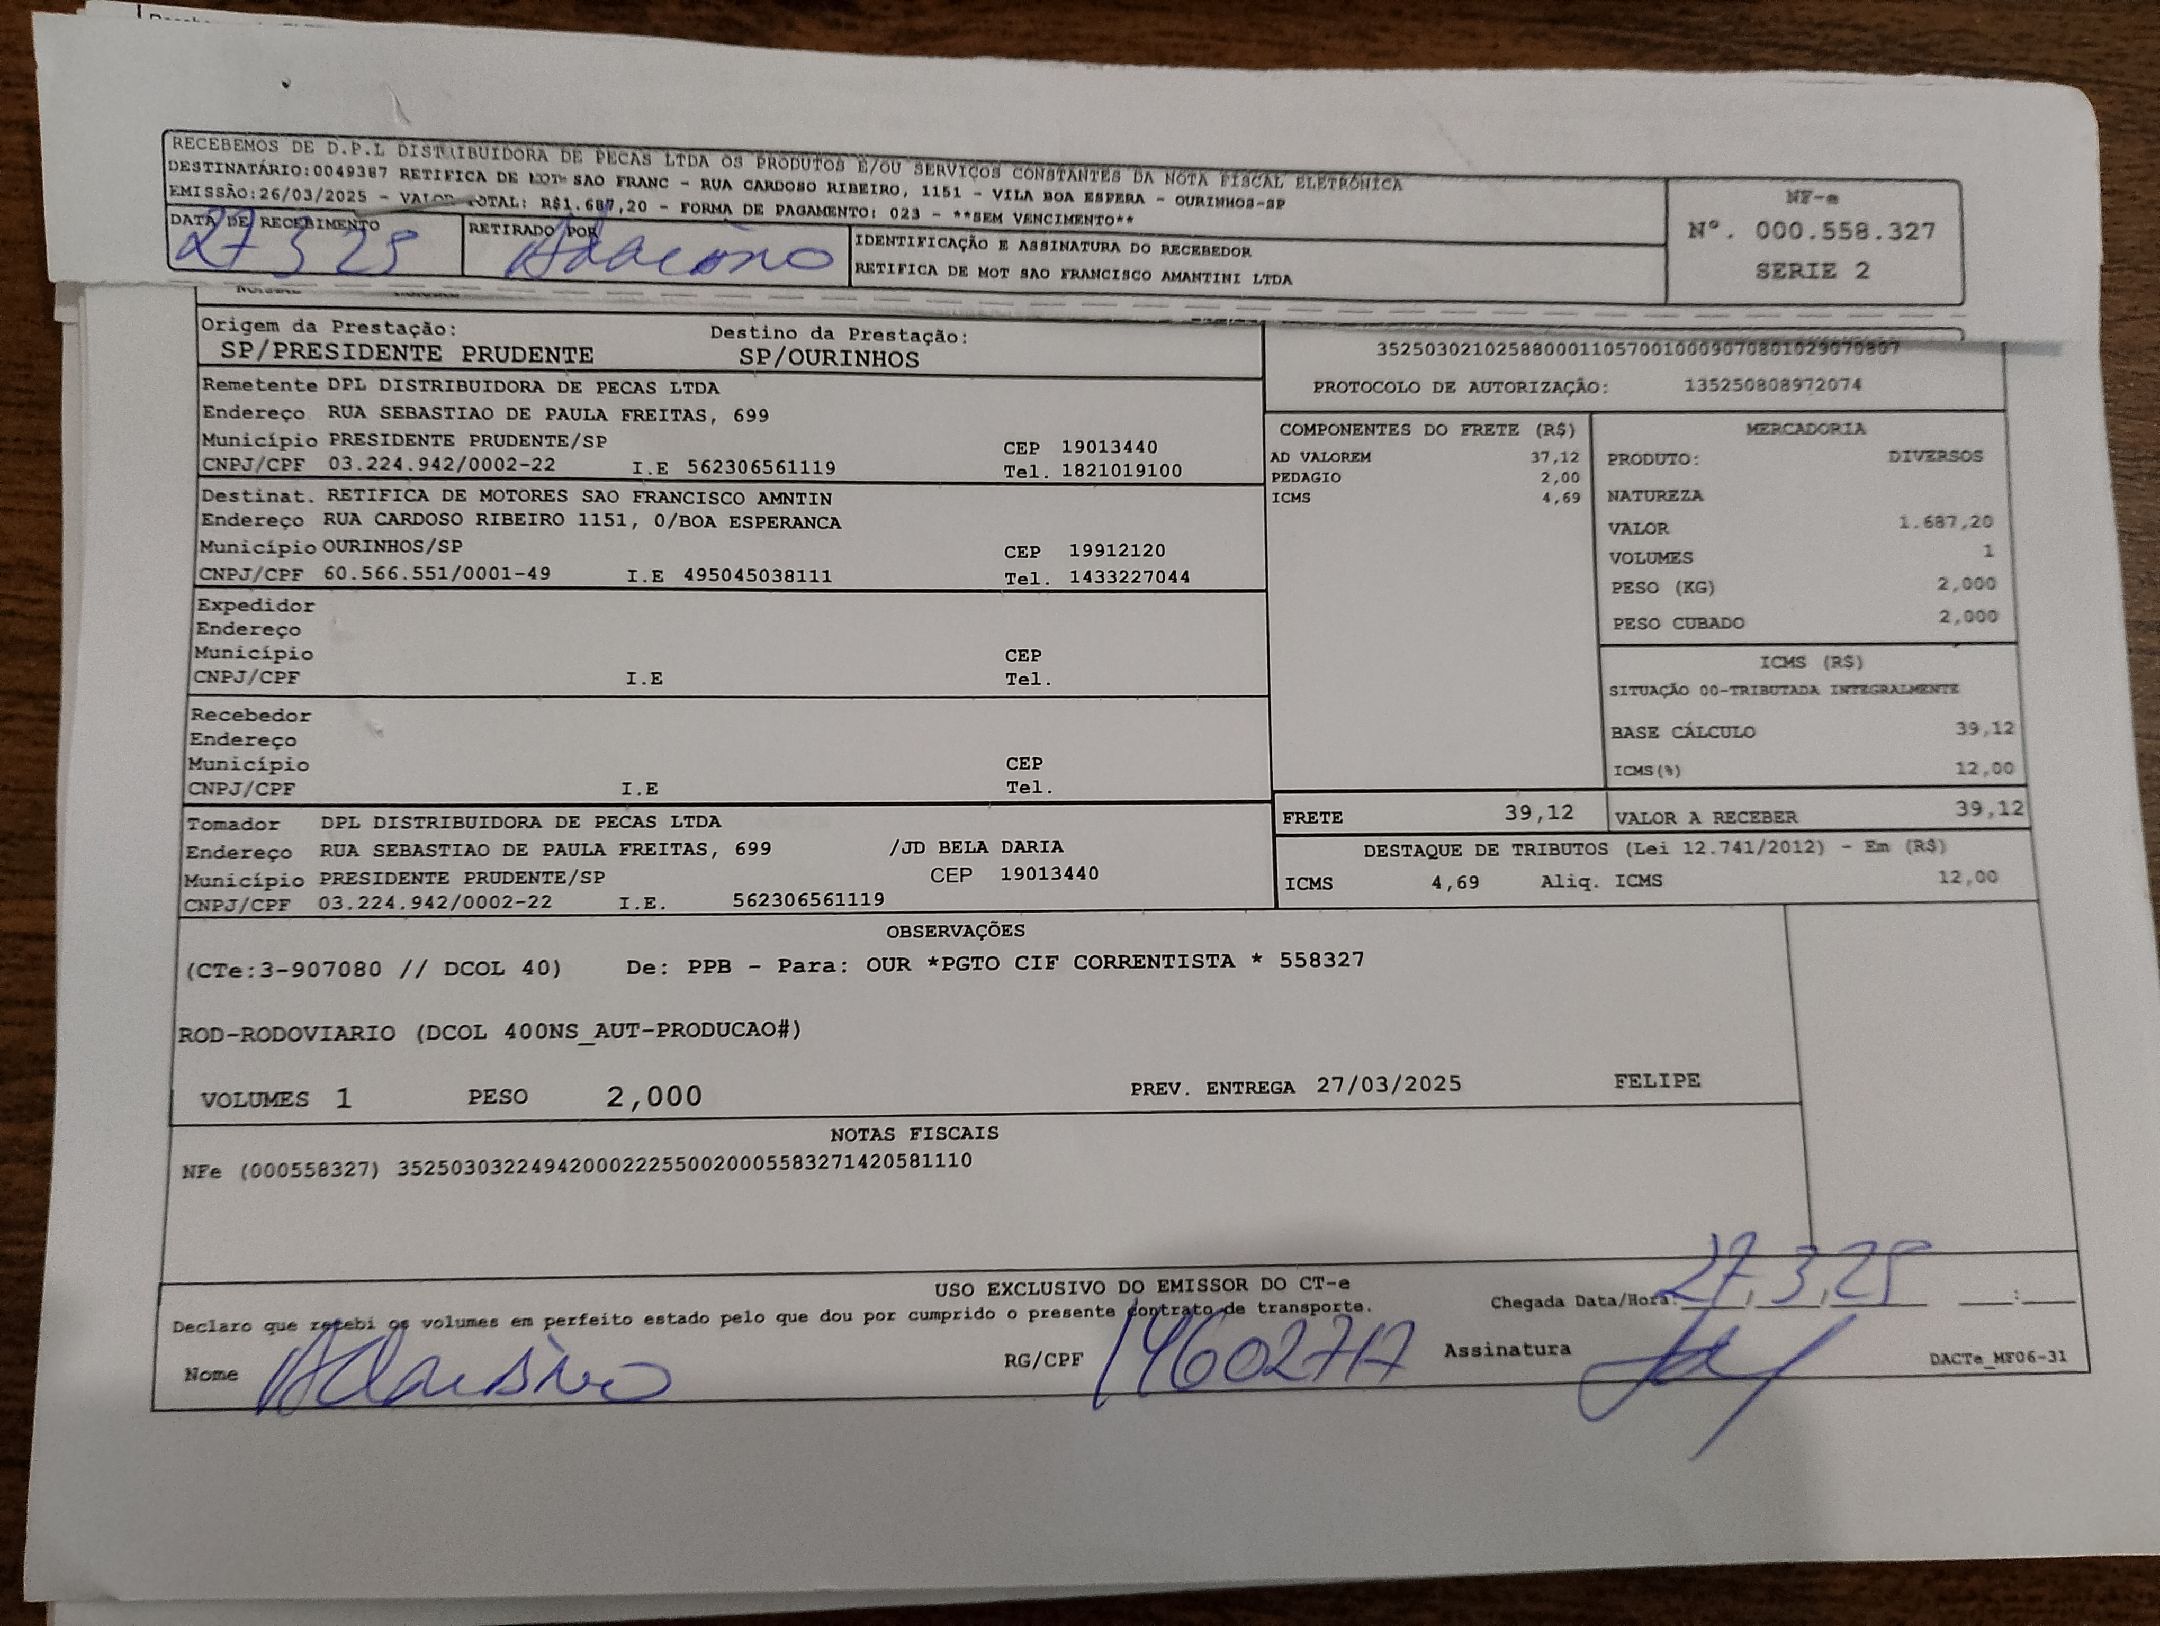 RECEBEMOS DE D.P.L DISTRIBUIDORA DE PECAS LTDA OS PRODUTOS E/OU SERVIÇOS CONSTANTES DA NOTA FISCAL ELETRÔNICA
DESTINATÁRIO:0049387 RETIFICA DE MOT SAO FRANC - RUA CARDOSO RIBEIRO, 1151 - VILA BOA ESPERA - OURINHOS-SP
EMISSÃO:26/03/2025 - VALOR TOTAL: R$1.687,20 - FORMA DE PAGAMENTO: 023 - **SEM VENCIMENTO**
DATA DE RECEBIMENTO
27 3 25
RETIRADO POR
IDENTIFICAÇÃO E ASSINATURA DO RECEBEDOR
RETIFICA DE MOT SAO FRANCISCO AMANTINI LTDA
NF-e
Nº. 000.558.327
SERIE 2
Origem da Prestação: Destino da Prestação:
SP/PRESIDENTE PRUDENTE SP/OURINHOS
Remetente DPL DISTRIBUIDORA DE PECAS LTDA
Endereço RUA SEBASTIAO DE PAULA FREITAS, 699
Município PRESIDENTE PRUDENTE/SP CEP 19013440
CNPJ/CPF 03.224.942/0002-22 I.E 562306561119 Tel. 1821019100
Destinat. RETIFICA DE MOTORES SAO FRANCISCO AMNTIN
Endereço RUA CARDOSO RIBEIRO 1151, 0/BOA ESPERANCA
Município OURINHOS/SP CEP 19912120
CNPJ/CPF 60.566.551/0001-49 I.E 495045038111 Tel. 1433227044
Expedidor
Endereço
Município CEP
CNPJ/CPF I.E Tel.
Recebedor
Endereço
Município CEP
CNPJ/CPF I.E Tel.
Tomador DPL DISTRIBUIDORA DE PECAS LTDA
Endereço RUA SEBASTIAO DE PAULA FREITAS, 699 /JD BELA DARIA
Município PRESIDENTE PRUDENTE/SP CEP 19013440
CNPJ/CPF 03.224.942/0002-22 I.E. 562306561119
35250302102588000110570010009070801029070807
PROTOCOLO DE AUTORIZAÇÃO: 135250808972074
COMPONENTES DO FRETE (R$)
AD VALOREM 37,12
PEDAGIO 2,00
ICMS 4,69
MERCADORIA
PRODUTO: DIVERSOS
NATUREZA
VALOR 1.687,20
VOLUMES 1
PESO (KG) 2,000
PESO CUBADO 2,000
ICMS (R$)
SITUAÇÃO 00-TRIBUTADA INTEGRALMENTE
BASE CÁLCULO 39,12
ICMS(%) 12,00
FRETE 39,12 VALOR A RECEBER 39,12
DESTAQUE DE TRIBUTOS (Lei 12.741/2012) - Em (R$)
ICMS 4,69 Aliq. ICMS 12,00
OBSERVAÇÕES
(CTe:3-907080 // DCOL 40) De: PPB - Para: OUR *PGTO CIF CORRENTISTA * 558327
ROD-RODOVIARIO (DCOL 400NS_AUT-PRODUCAO#)
VOLUMES 1 PESO 2,000 PREV. ENTREGA 27/03/2025 FELIPE
NOTAS FISCAIS
NFe (000558327) 35250303224942000222550020005583271420581110
USO EXCLUSIVO DO EMISSOR DO CT-e
Declaro que recebi os volumes em perfeito estado pelo que dou por cumprido o presente contrato de transporte.
Chegada Data/Hora: 27, 3, 25 :
Nome RG/CPF 14602717 Assinatura
DACTe_MF06-31